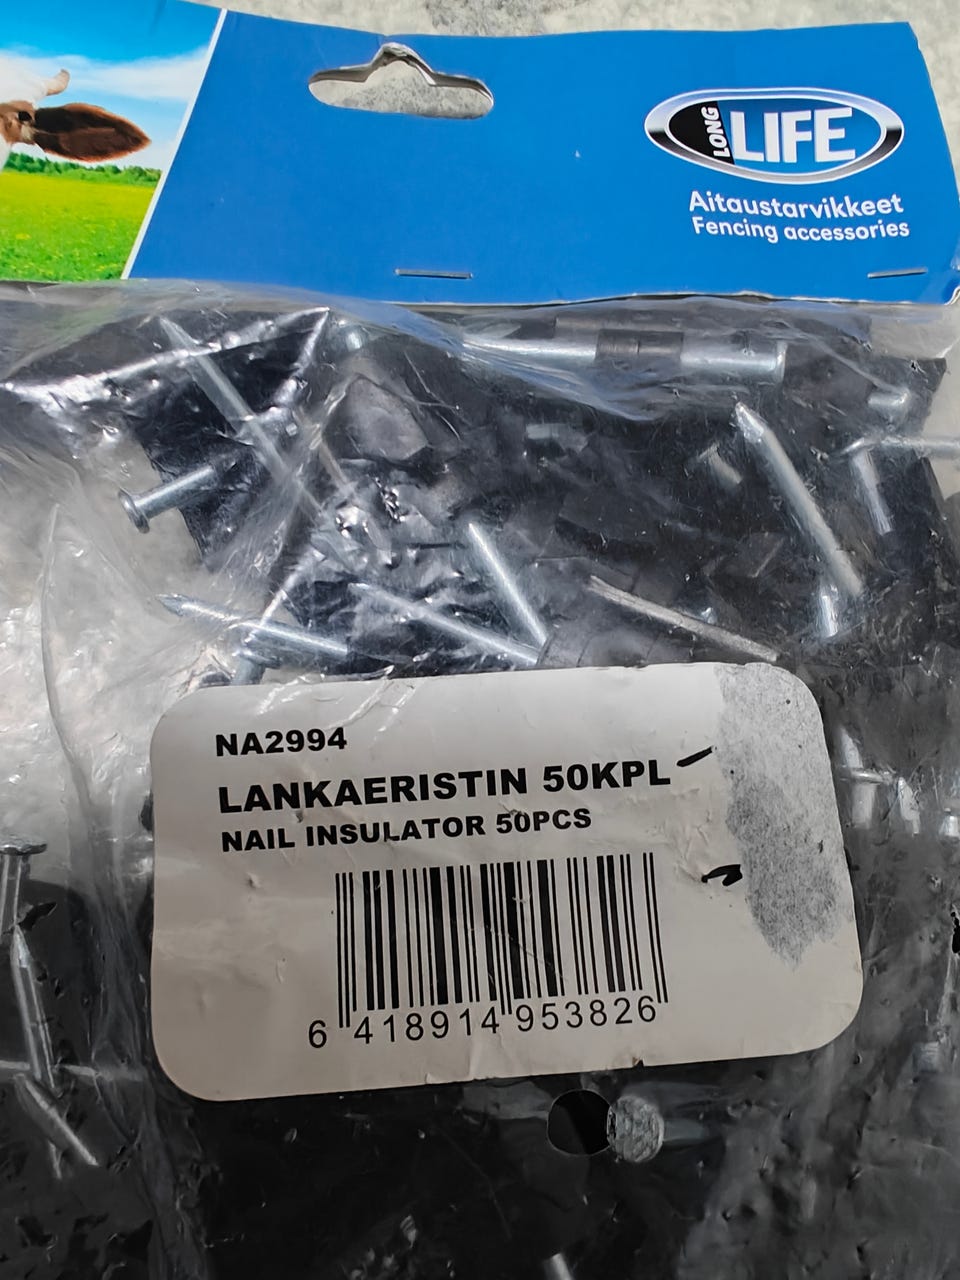 LONG LIFE
Aitaustarvikkeet
Fencing accessories
NA2994
LANKAERISTIN 50KPL
NAIL INSULATOR 50PCS
6 418914 953826